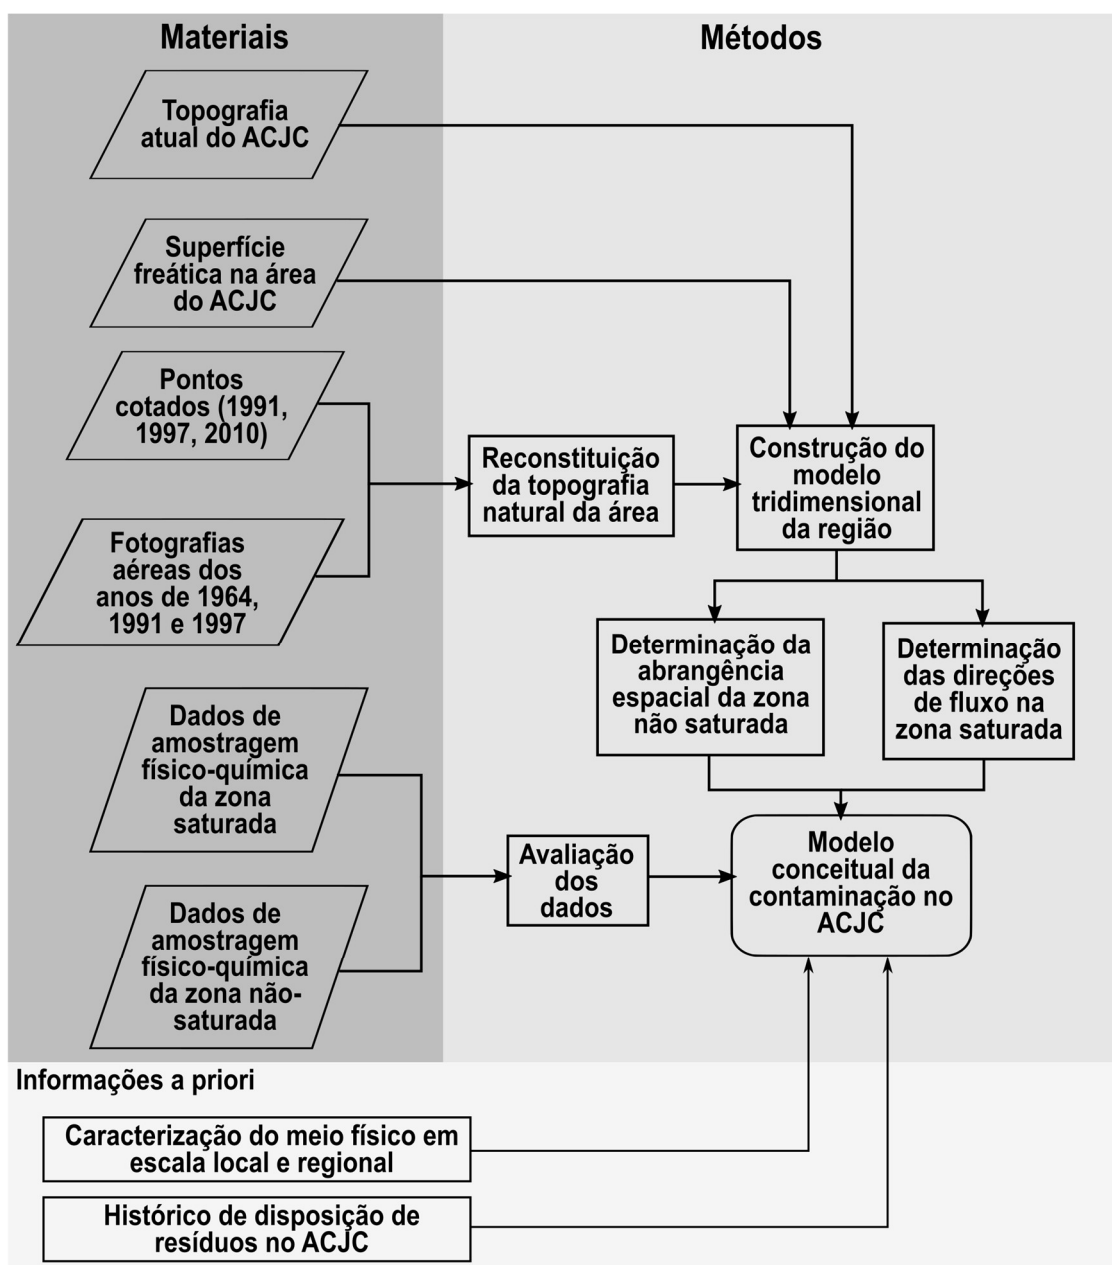 Materiais
Métodos
Topografia
atual do ACJC
Superfície
freática na área
do ACJC
Pontos
cotados (1991,
1997, 2010)
Reconstituição
da topografia
natural da área
Construção do
modelo
tridimensional
da região
Fotografias
aéreas dos
anos de 1964,
1991 e 1997
Determinação da
abrangência
espacial da zona
não saturada
Determinação
das direções
de fluxo na
zona saturada
Dados de
amostragem
físico-química
da zona
saturada
Avaliação
dos
dados
Modelo
conceitual da
contaminação no
ACJC
Dados de
amostragem
físico-química
da zona não-
saturada
Informações a priori
Caracterização do meio físico em
escala local e regional
Histórico de disposição de
resíduos no ACJC